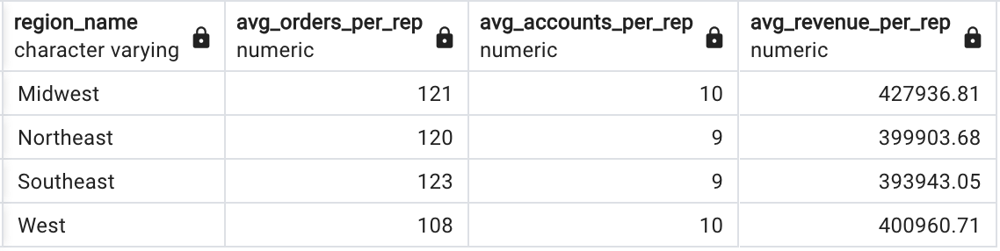 region_name avg_orders_per_rep avg_accounts_per_rep avg_revenue_per_rep
character varying numeric numeric numeric
Midwest 121 10 427936.81
Northeast 120 9 399903.68
Southeast 123 9 393943.05
West 108 10 400960.71